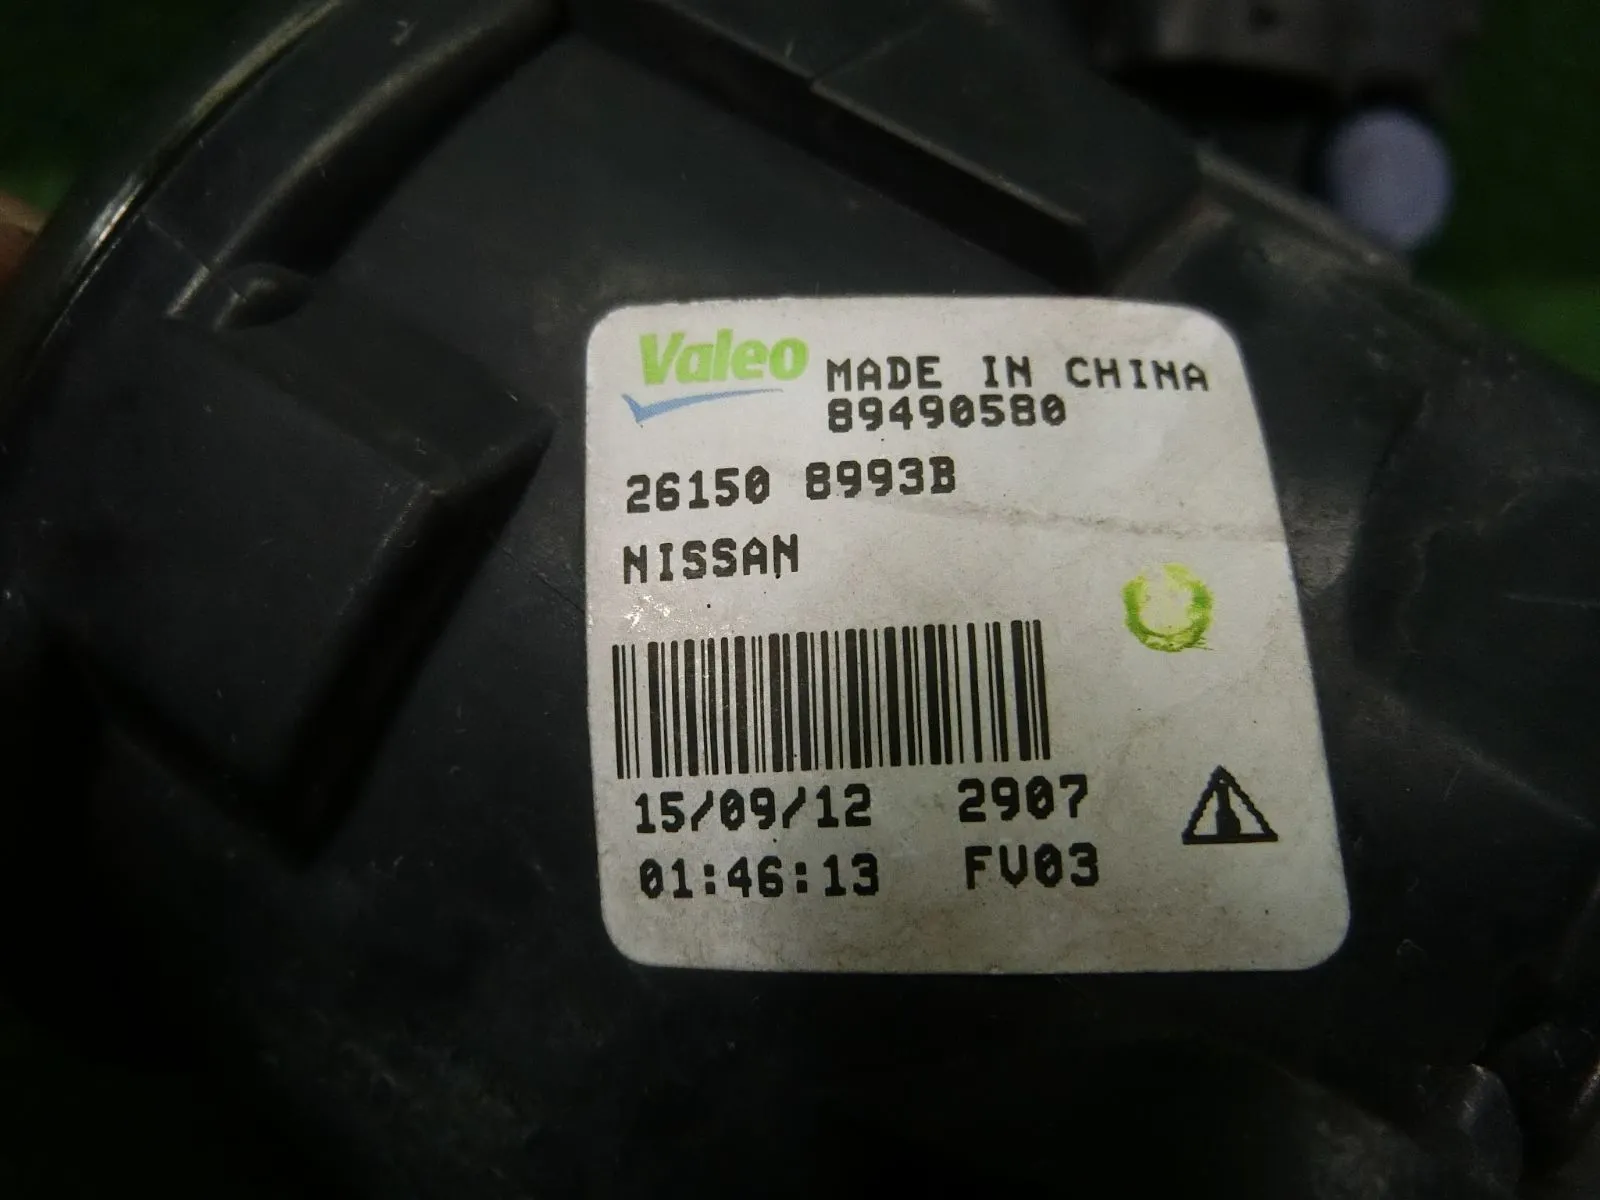 Valeo MADE IN CHINA
89490580
26150 8993B
NISSAN
15/09/12 2907
01:46:13 FV03